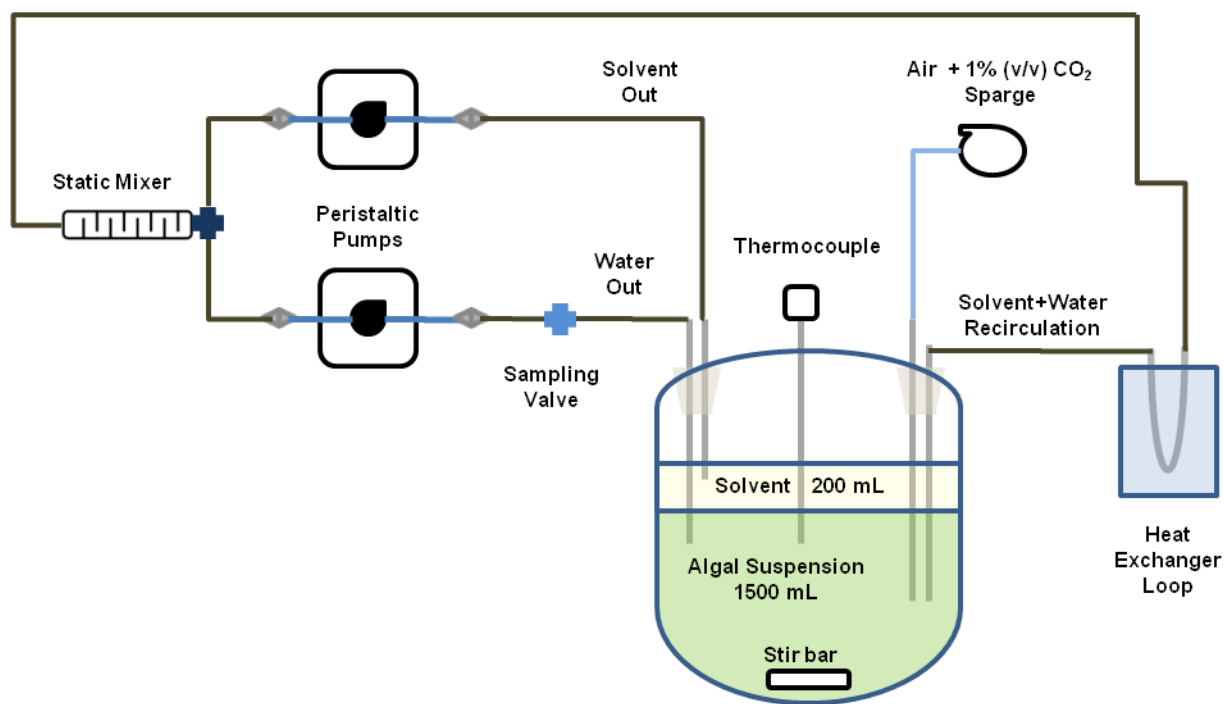 Solvent
Out
Air + 1% (v/v) CO₂
Sparge
Static Mixer
Peristaltic
Pumps
Water
Out
Thermocouple
Solvent+Water
Recirculation
Sampling
Valve
Solvent 200 mL
Algal Suspension
1500 mL
Heat
Exchanger
Loop
Stir bar